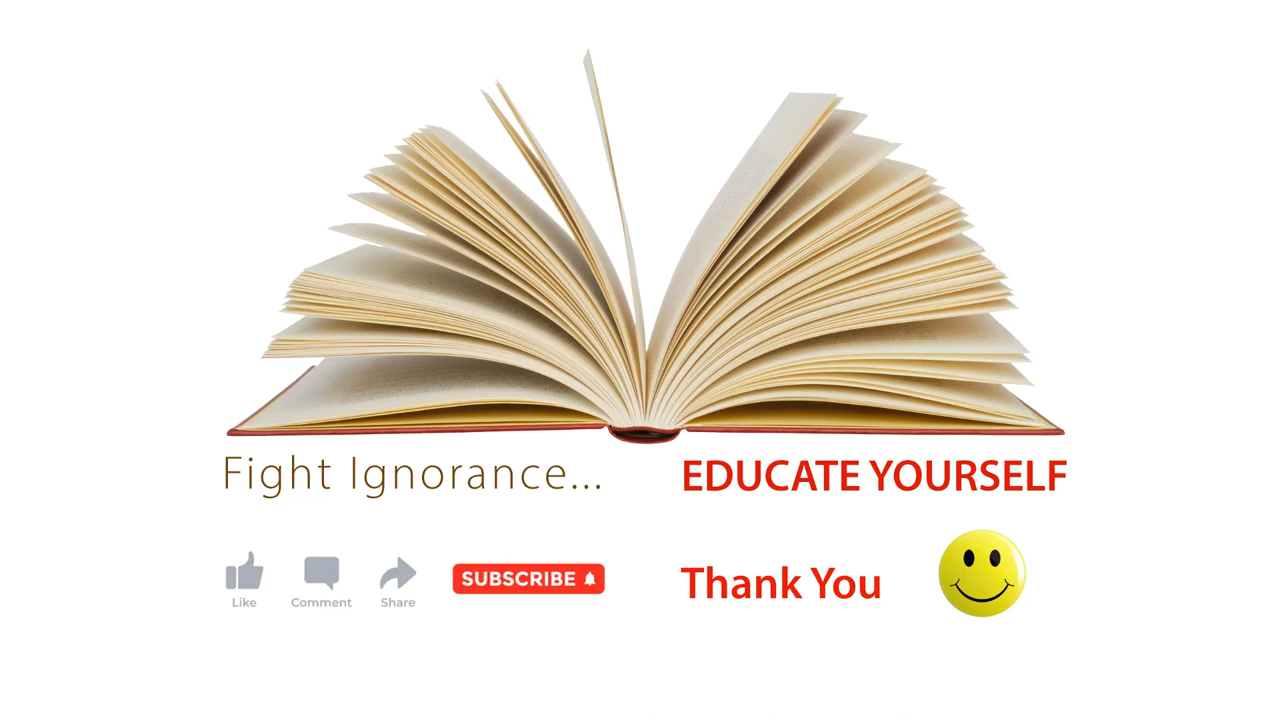 Fight Ignorance...
EDUCATE YOURSELF
Like
Comment
Share
SUBSCRIBE
Thank You